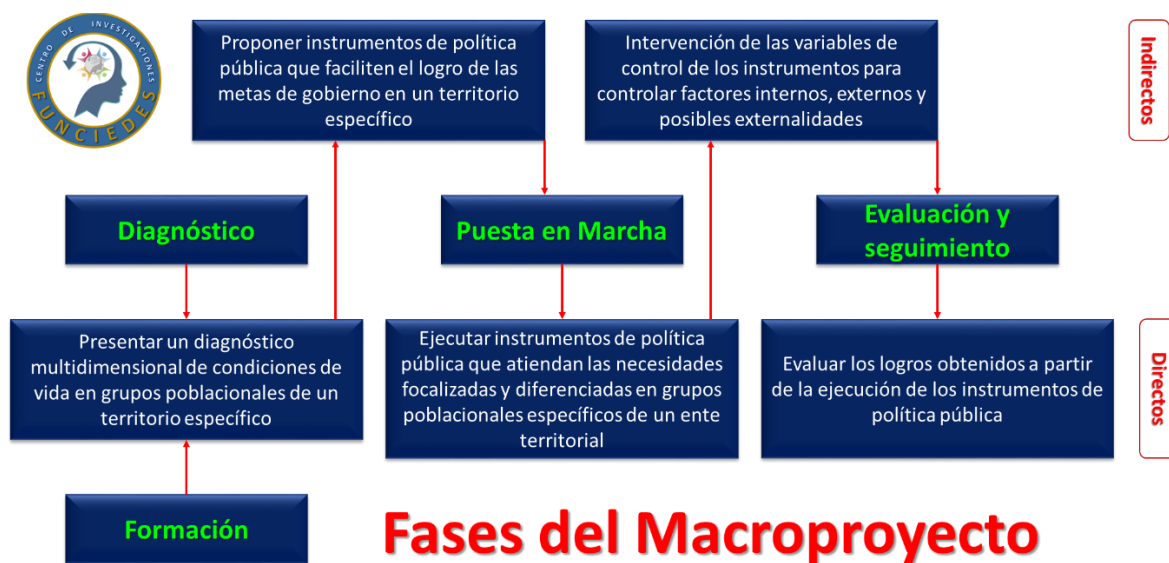 CENTRO DE INVESTIGACIONES
FUNCIEDES
Proponer instrumentos de política
pública que faciliten el logro de las
metas de gobierno en un territorio
específico
Intervención de las variables de
control de los instrumentos para
controlar factores internos, externos y
posibles externalidades
Indirectos
Diagnóstico
Puesta en Marcha
Evaluación y
seguimiento
Presentar un diagnóstico
multidimensional de condiciones de
vida en grupos poblacionales de un
territorio específico
Ejecutar instrumentos de política
pública que atiendan las necesidades
focalizadas y diferenciadas en grupos
poblacionales específicos de un ente
territorial
Evaluar los logros obtenidos a partir
de la ejecución de los instrumentos de
política pública
Directos
Formación
Fases del Macroproyecto